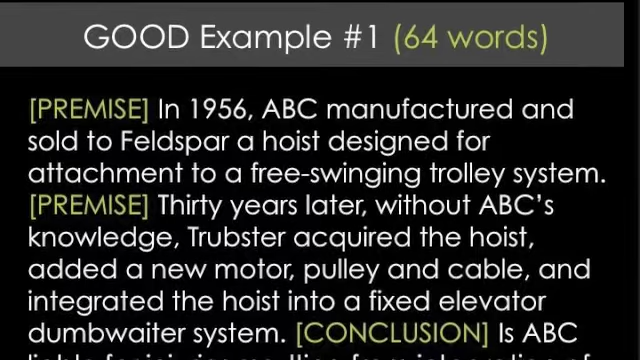 GOOD Example #1 (64 words)
[PREMISE] In 1956, ABC manufactured and
sold to Feldspar a hoist designed for
attachment to a free-swinging trolley system.
[PREMISE] Thirty years later, without ABC’s
knowledge, Trubster acquired the hoist,
added a new motor, pulley and cable, and
integrated the hoist into a fixed elevator
dumbwaiter system. [CONCLUSION] Is ABC